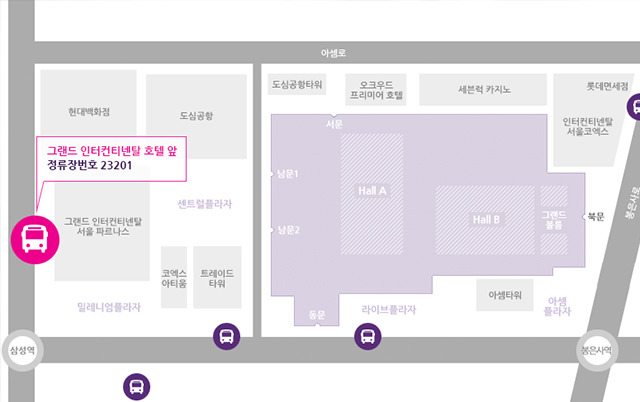 아셈로
도심공항타워
오크우드
프리미어 호텔
세븐럭 카지노
롯데면세점
현대백화점
도심공항
인터컨티넨탈
서울코엑스
서문
그랜드 인터컨티넨탈 호텔 앞
정류장번호 23201
남문1
Hall A
센트럴플라자
봉은사로
그랜드 인터컨티넨탈
서울 파르나스
남문2
Hall B
그랜드
볼룸
북문
코엑스
아티움
트레이드
타워
밀레니엄플라자
동문
라이브플라자
아셈타워
아셈
플라자
삼성역
봉은사역